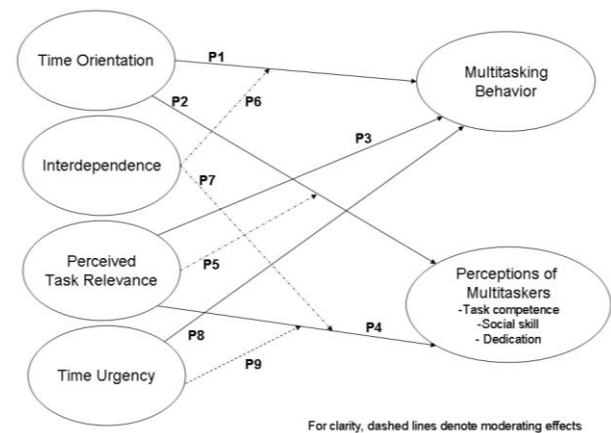 Time Orientation
P1
Multitasking
Behavior
P2
P6
P3
Interdependence
P7
Perceived
Task Relevance
P5
Perceptions of
Multitaskers
-Task competence
-Social skill
- Dedication
P8
P4
Time Urgency
P9
For clarity, dashed lines denote moderating effects